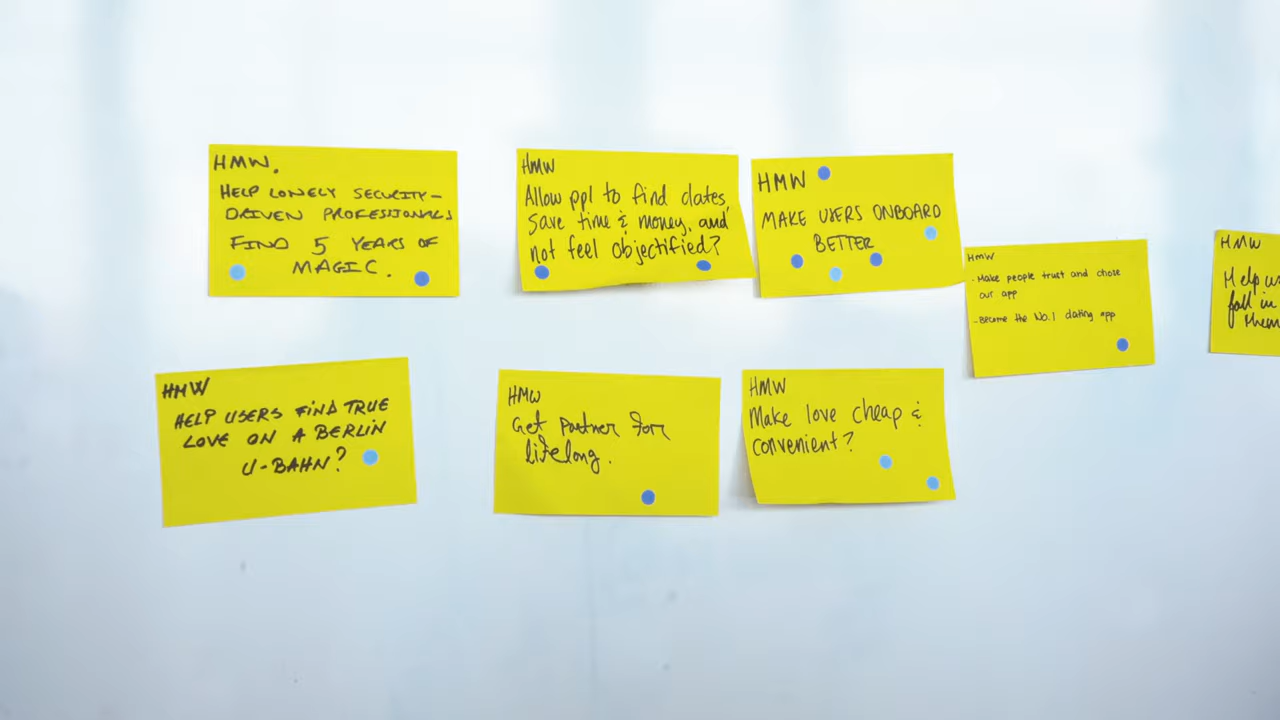 HMW.
HELP LONELY SECURITY-
DRIVEN PROFESSIONALS
FIND 5 YEARS OF
MAGIC.
HMW
Allow ppl to find dates,
save time & money, and
not feel objectified?
HMW
MAKE USERS ONBOARD
BETTER
HMW
- Make people trust and chose
our app
- Become the No.1 dating app
HMW
Help
fall in
HMW
HELP USERS FIND TRUE
LOVE ON A BERLIN
U-BAHN?
HMW
Get partner for
lifelong.
HMW
Make love cheap &
convenient?